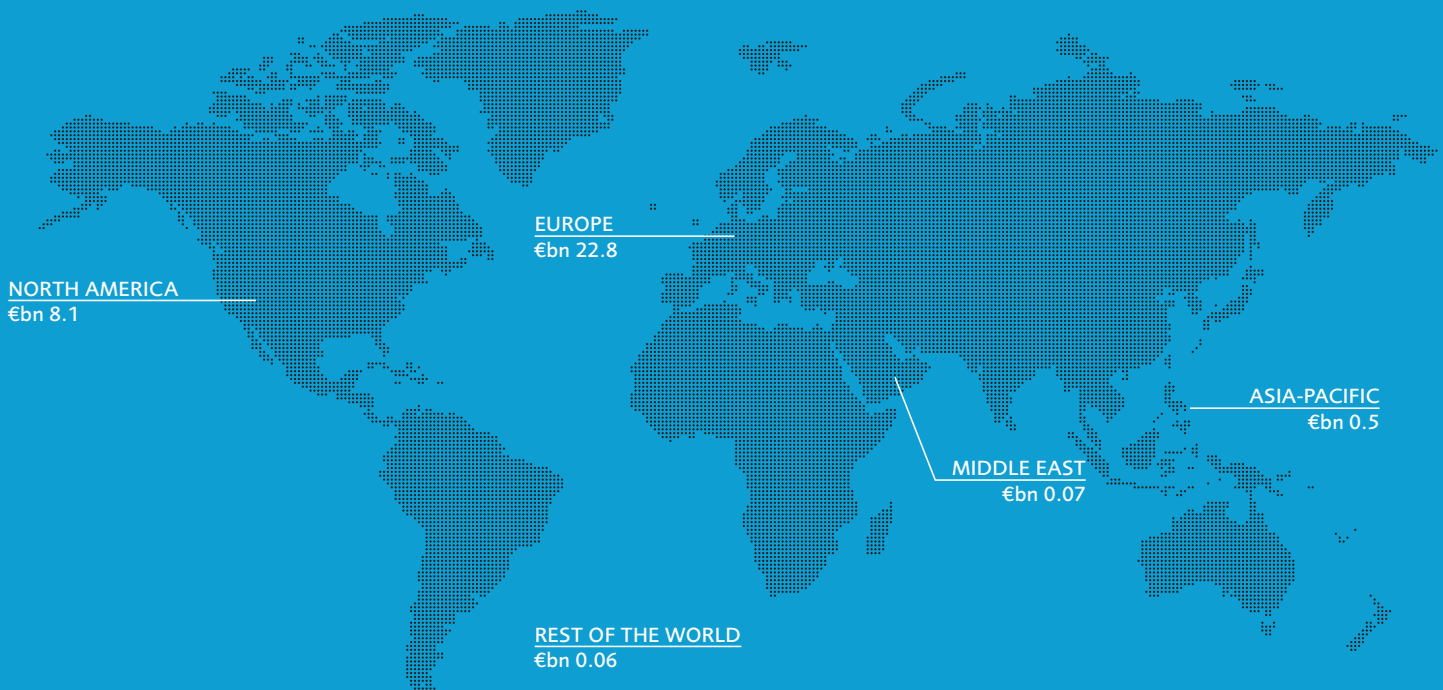 EUROPE
€bn 22.8
NORTH AMERICA
€bn 8.1
ASIA-PACIFIC
€bn 0.5
MIDDLE EAST
€bn 0.07
REST OF THE WORLD
€bn 0.06